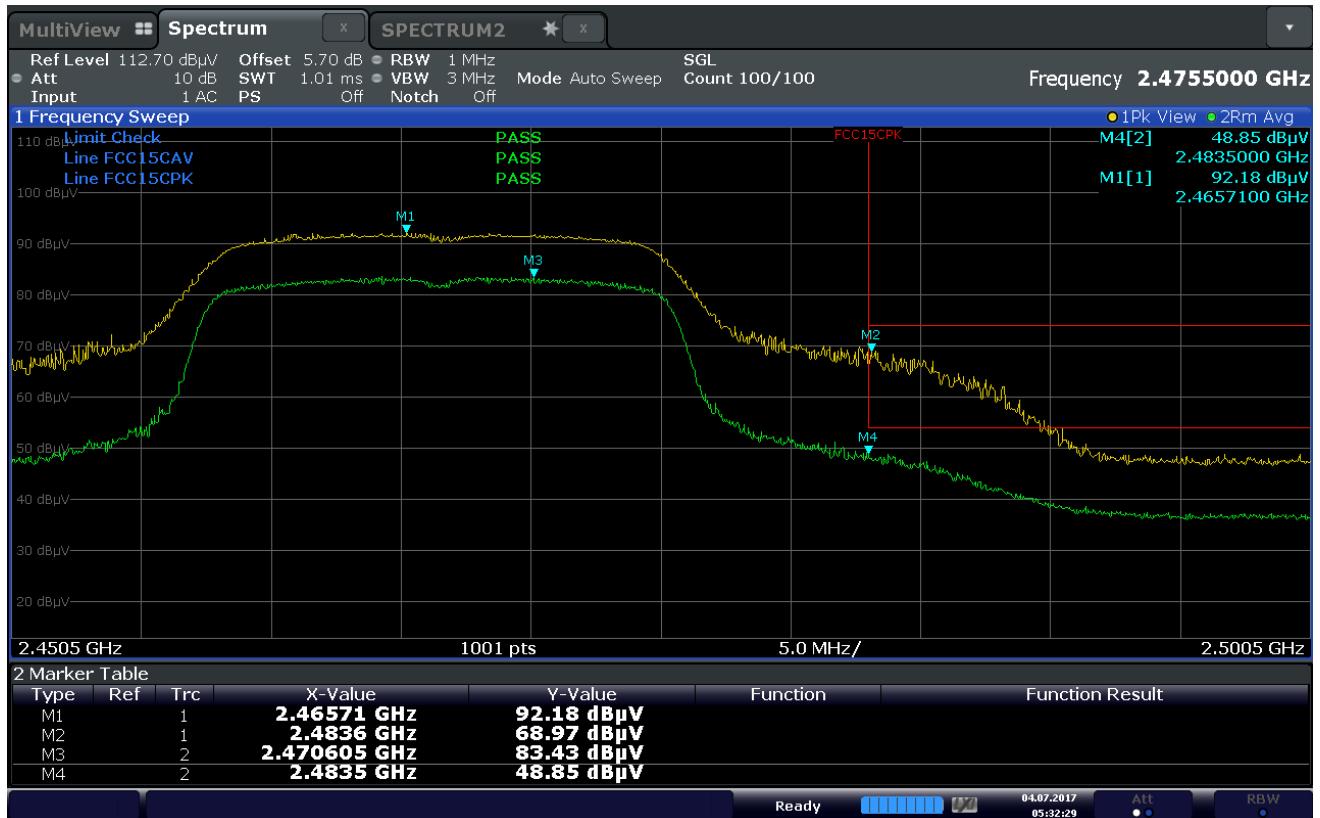 MultiView Spectrum x SPECTRUM2 x
Ref Level 112.70 dBµV Offset 5.70 dB RBW 1 MHz SGL
Att 10 dB SWT 1.01 ms VBW 3 MHz Mode Auto Sweep Count 100/100 Frequency 2.4755000 GHz
Input 1 AC PS Off Notch Off
1 Frequency Sweep 1Pk View 2Rm Avg
110 dBµV Limit Check PASS FCC15CPK M4[2] 48.85 dBµV
Line FCC15CAV PASS 2.4835000 GHz
Line FCC15CPK PASS M1[1] 92.18 dBµV
100 dBµV 2.4657100 GHz
M1
90 dBµV
M3
80 dBµV
M2
70 dBµV
60 dBµV
M4
50 dBµV
40 dBµV
30 dBµV
20 dBµV
2.4505 GHz 1001 pts 5.0 MHz/ 2.5005 GHz
2 Marker Table
Type Ref Trc X-Value Y-Value Function Function Result
M1 1 2.46571 GHz 92.18 dBµV
M2 1 2.4836 GHz 68.97 dBµV
M3 2 2.470605 GHz 83.43 dBµV
M4 2 2.4835 GHz 48.85 dBµV
Ready 04.07.2017 Att RBW
05:32:29